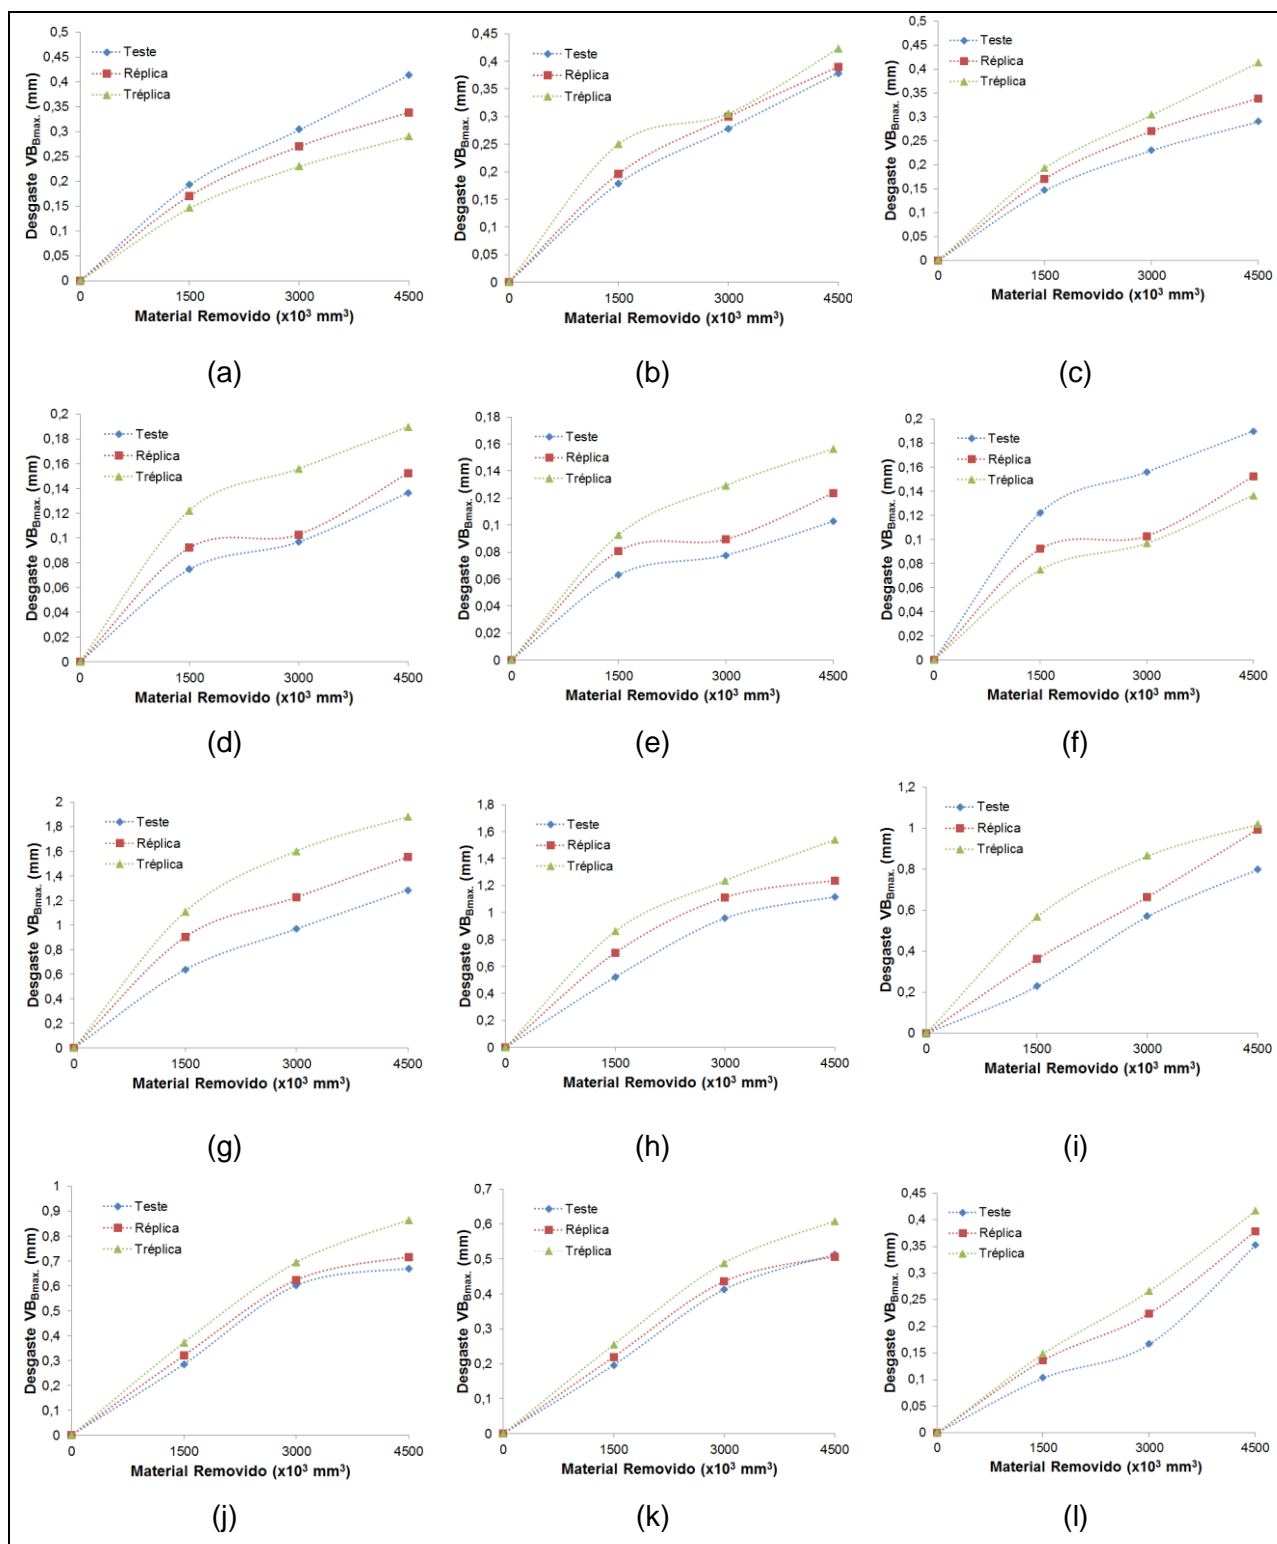 0,5
0,45
0,4
0,35
0,3
0,25
0,2
0,15
0,1
0,05
0
Teste
Réplica
Tréplica
Desgaste VBBmax. (mm)
0 1500 3000 4500
Material Removido (x10³ mm³)
(a)
0,45
0,4
0,35
0,3
0,25
0,2
0,15
0,1
0,05
0
Teste
Réplica
Tréplica
Desgaste VBBmax. (mm)
0 1500 3000 4500
Material Removido (x10³ mm³)
(b)
0,5
0,45
0,4
0,35
0,3
0,25
0,2
0,15
0,1
0,05
0
Teste
Réplica
Tréplica
Desgaste VBBmax. (mm)
0 1500 3000 4500
Material Removido (x10³ mm³)
(c)
0,2
0,18
0,16
0,14
0,12
0,1
0,08
0,06
0,04
0,02
0
Teste
Réplica
Tréplica
Desgaste VBBmax. (mm)
0 1500 3000 4500
Material Removido (x10³ mm³)
(d)
0,18
0,16
0,14
0,12
0,1
0,08
0,06
0,04
0,02
0
Teste
Réplica
Tréplica
Desgaste VBBmax. (mm)
0 1500 3000 4500
Material Removido (x10³ mm³)
(e)
0,2
0,18
0,16
0,14
0,12
0,1
0,08
0,06
0,04
0,02
0
Teste
Réplica
Tréplica
Desgaste VBBmax. (mm)
0 1500 3000 4500
Material Removido (x10³ mm³)
(f)
2
1,8
1,6
1,4
1,2
1
0,8
0,6
0,4
0,2
0
Teste
Réplica
Tréplica
Desgaste VBBmax. (mm)
0 1500 3000 4500
Material Removido (x10³ mm³)
(g)
1,8
1,6
1,4
1,2
1
0,8
0,6
0,4
0,2
0
Teste
Réplica
Tréplica
Desgaste VBBmax. (mm)
0 1500 3000 4500
Material Removido (x10³ mm³)
(h)
1,2
1
0,8
0,6
0,4
0,2
0
Teste
Réplica
Tréplica
Desgaste VBBmax. (mm)
0 1500 3000 4500
Material Removido (x10³ mm³)
(i)
1
0,9
0,8
0,7
0,6
0,5
0,4
0,3
0,2
0,1
0
Teste
Réplica
Tréplica
Desgaste VBBmax. (mm)
0 1500 3000 4500
Material Removido (x10³ mm³)
(j)
0,7
0,6
0,5
0,4
0,3
0,2
0,1
0
Teste
Réplica
Tréplica
Desgaste VBBmax. (mm)
0 1500 3000 4500
Material Removido (x10³ mm³)
(k)
0,45
0,4
0,35
0,3
0,25
0,2
0,15
0,1
0,05
0
Teste
Réplica
Tréplica
Desgaste VBBmax. (mm)
0 1500 3000 4500
Material Removido (x10³ mm³)
(l)